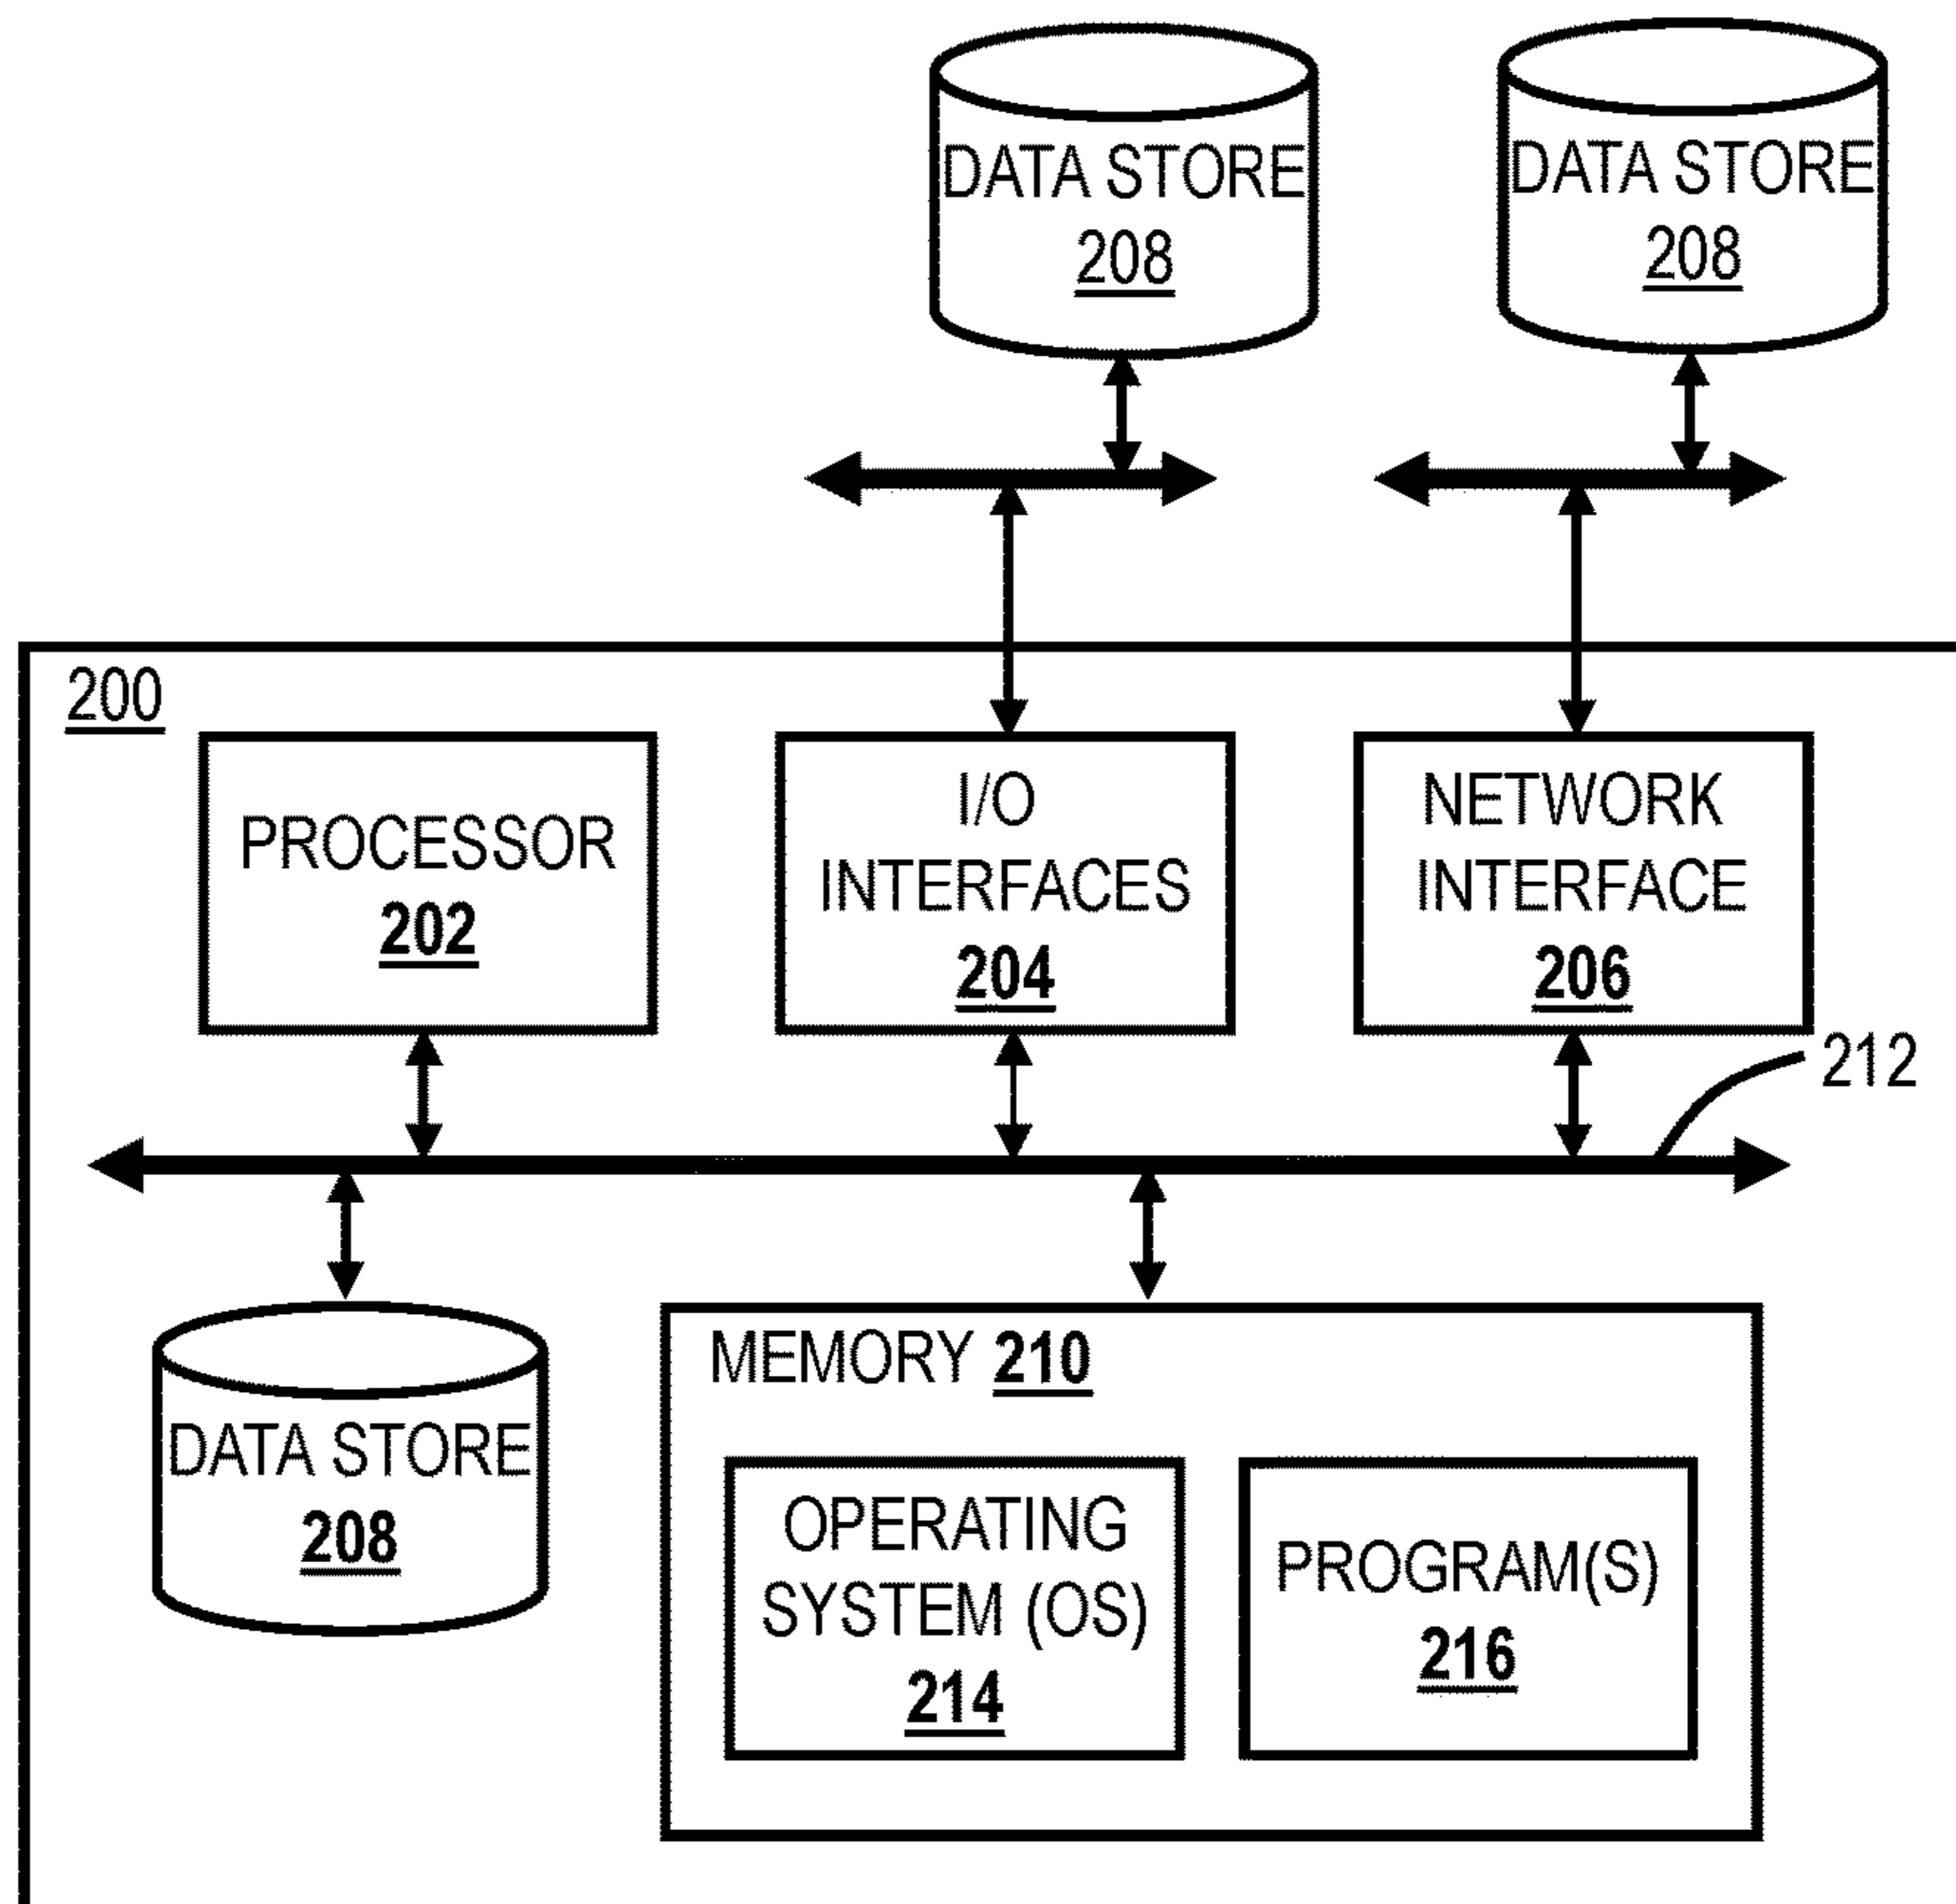 DATA STORE
208
DATA STORE
208
200
PROCESSOR
202
I/O
INTERFACES
204
NETWORK
INTERFACE
206
212
DATA STORE
208
MEMORY 210
OPERATING
SYSTEM (OS)
214
PROGRAM(S)
216